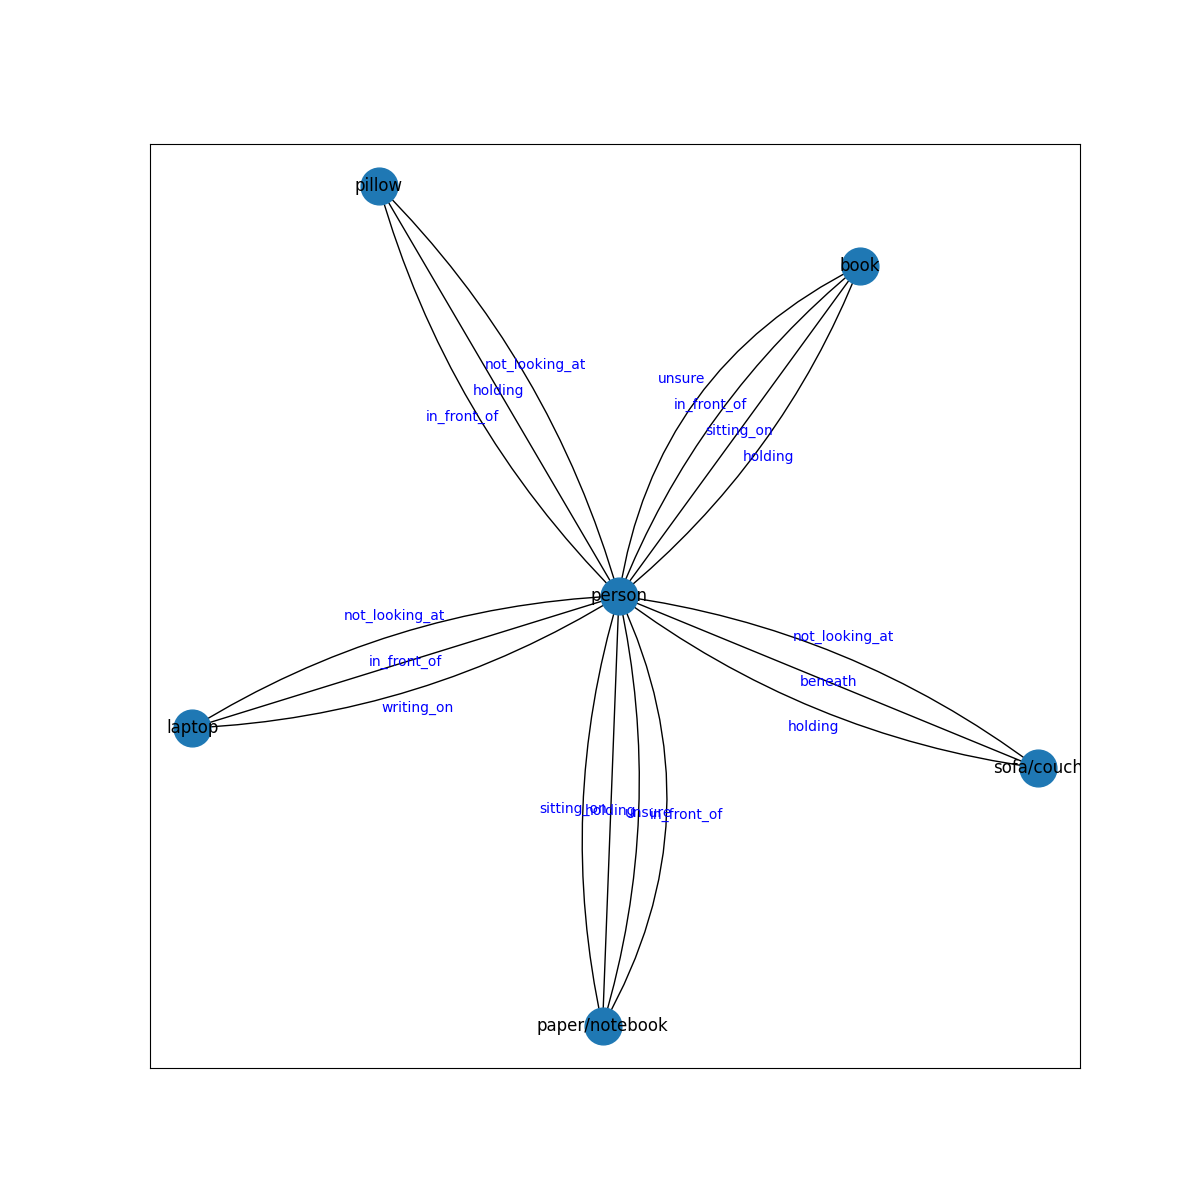 pillow
book
not_looking_at
unsure
holding
in_front_of
in_front_of
sitting_on
holding
person
not_looking_at
not_looking_at
in_front_of
beneath
writing_on
holding
laptop
sofa/couch
sitting_on
holding
unsure
in_front_of
paper/notebook